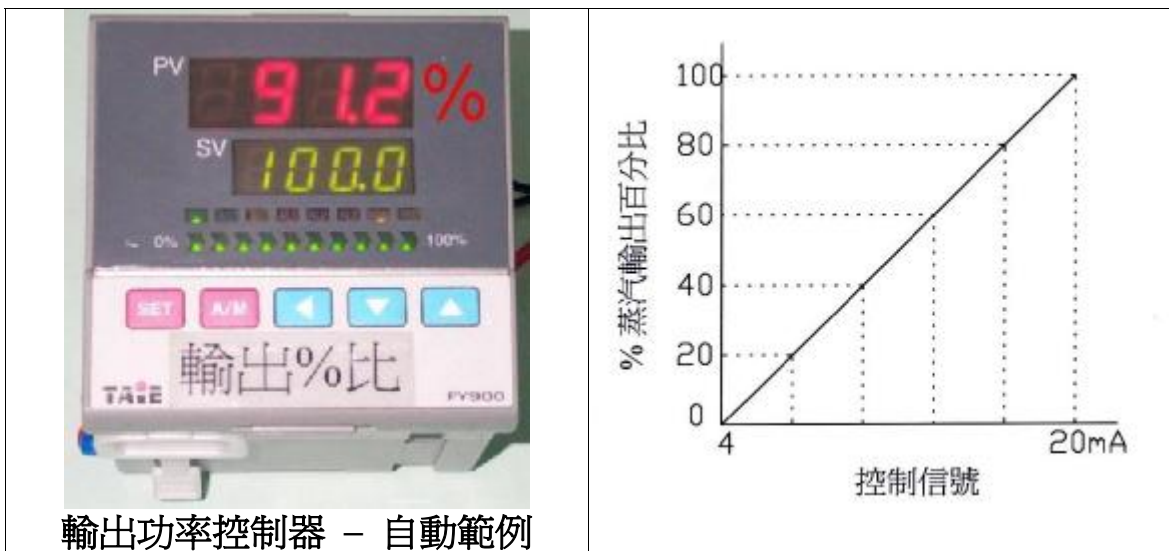 PV
91.2 %
SV
100.0
0% 100%
SET A/M
輸出%比
TAIE FY900
輸出功率控制器 – 自動範例
% 蒸汽輸出百分比
100
80
60
40
20
0
4 20mA
控制信號